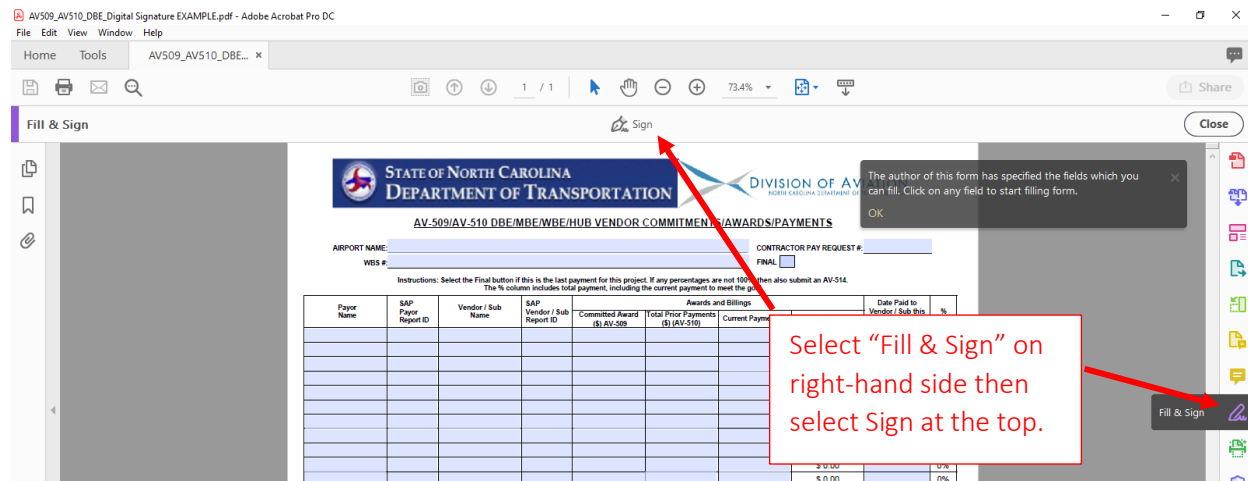 AV509_AV510_DBE_Digital Signature EXAMPLE.pdf - Adobe Acrobat Pro DC
File Edit View Window Help
Home Tools AV509_AV510_DBE... ×
1 / 1 73.4% Share
Fill & Sign Sign Close
STATE OF NORTH CAROLINA
DEPARTMENT OF TRANSPORTATION
DIVISION OF AV
The author of this form has specified the fields which you
can fill. Click on any field to start filling form.
OK
AV-509/AV-510 DBE/MBE/WBE/HUB VENDOR COMMITMENTS/AWARDS/PAYMENTS
AIRPORT NAME: CONTRACTOR PAY REQUEST #:
WBS #: FINAL
Instructions: Select the Final button if this is the last payment for this project. If any percentages are not 100% then also submit an AV-514.
The % column includes total payment, including the current payment to meet the go
Payor Name
SAP Payor Report ID
Vendor / Sub Name
SAP Vendor / Sub Report ID
Awards and Billings
Committed Award ($) AV-509
Total Prior Payments ($) (AV-510)
Current Payme
Date Paid to Vendor / Sub this
%
Select “Fill & Sign” on
right-hand side then
select Sign at the top.
Fill & Sign
$ 0.00 0%
$ 0.00 0%